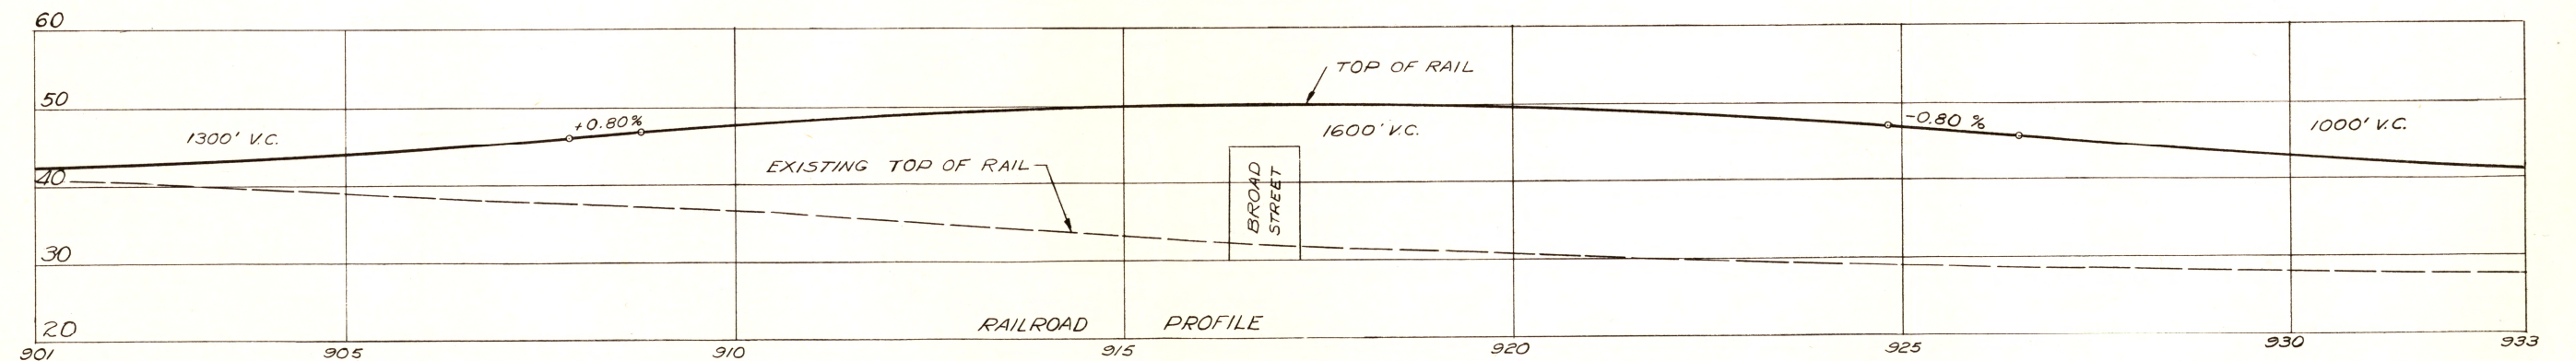 60
TOP OF RAIL
50
+0.80%
-0.80 %
1300' V.C.
1600' V.C.
1000' V.C.
EXISTING TOP OF RAIL
40
BROAD
STREET
30
20
RAILROAD PROFILE
901 905 910 915 920 925 930 933